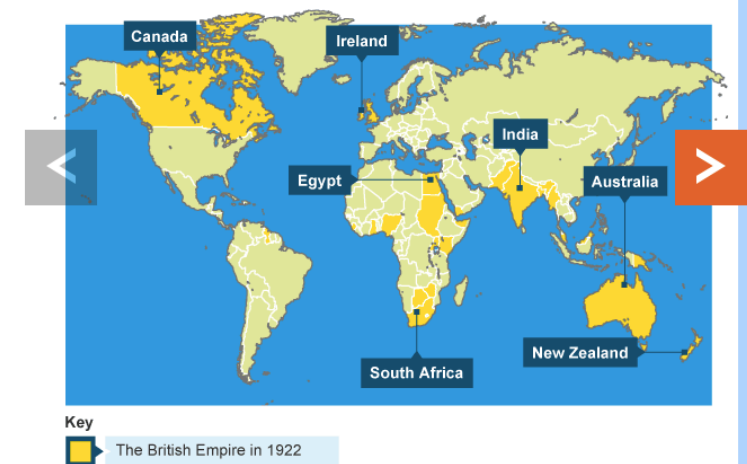 Canada
Ireland
India
Egypt
Australia
New Zealand
South Africa
Key
The British Empire in 1922